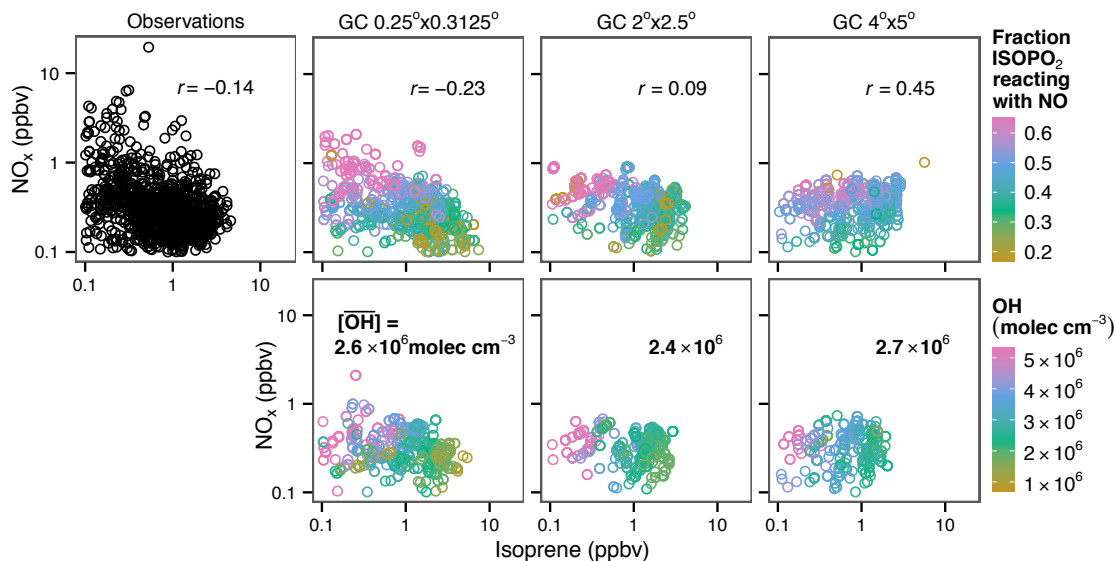 Observations
GC 0.25°x0.3125°
GC 2°x2.5°
GC 4°x5°
Fraction
ISOPO₂
reacting
with NO
r= −0.14
r= −0.23
r = 0.09
r = 0.45
10
1
0.1
NOₓ (ppbv)
0.6
0.5
0.4
0.3
0.2
0.1
1
10
[O̅H̅] =
2.6 ×10⁶ molec cm⁻³
2.4 × 10⁶
2.7 × 10⁶
OH
(molec cm⁻³)
5 × 10⁶
4 × 10⁶
3 × 10⁶
2 × 10⁶
1 × 10⁶
10
1
0.1
NOₓ (ppbv)
0.1
1
10
0.1
1
10
0.1
1
10
Isoprene (ppbv)